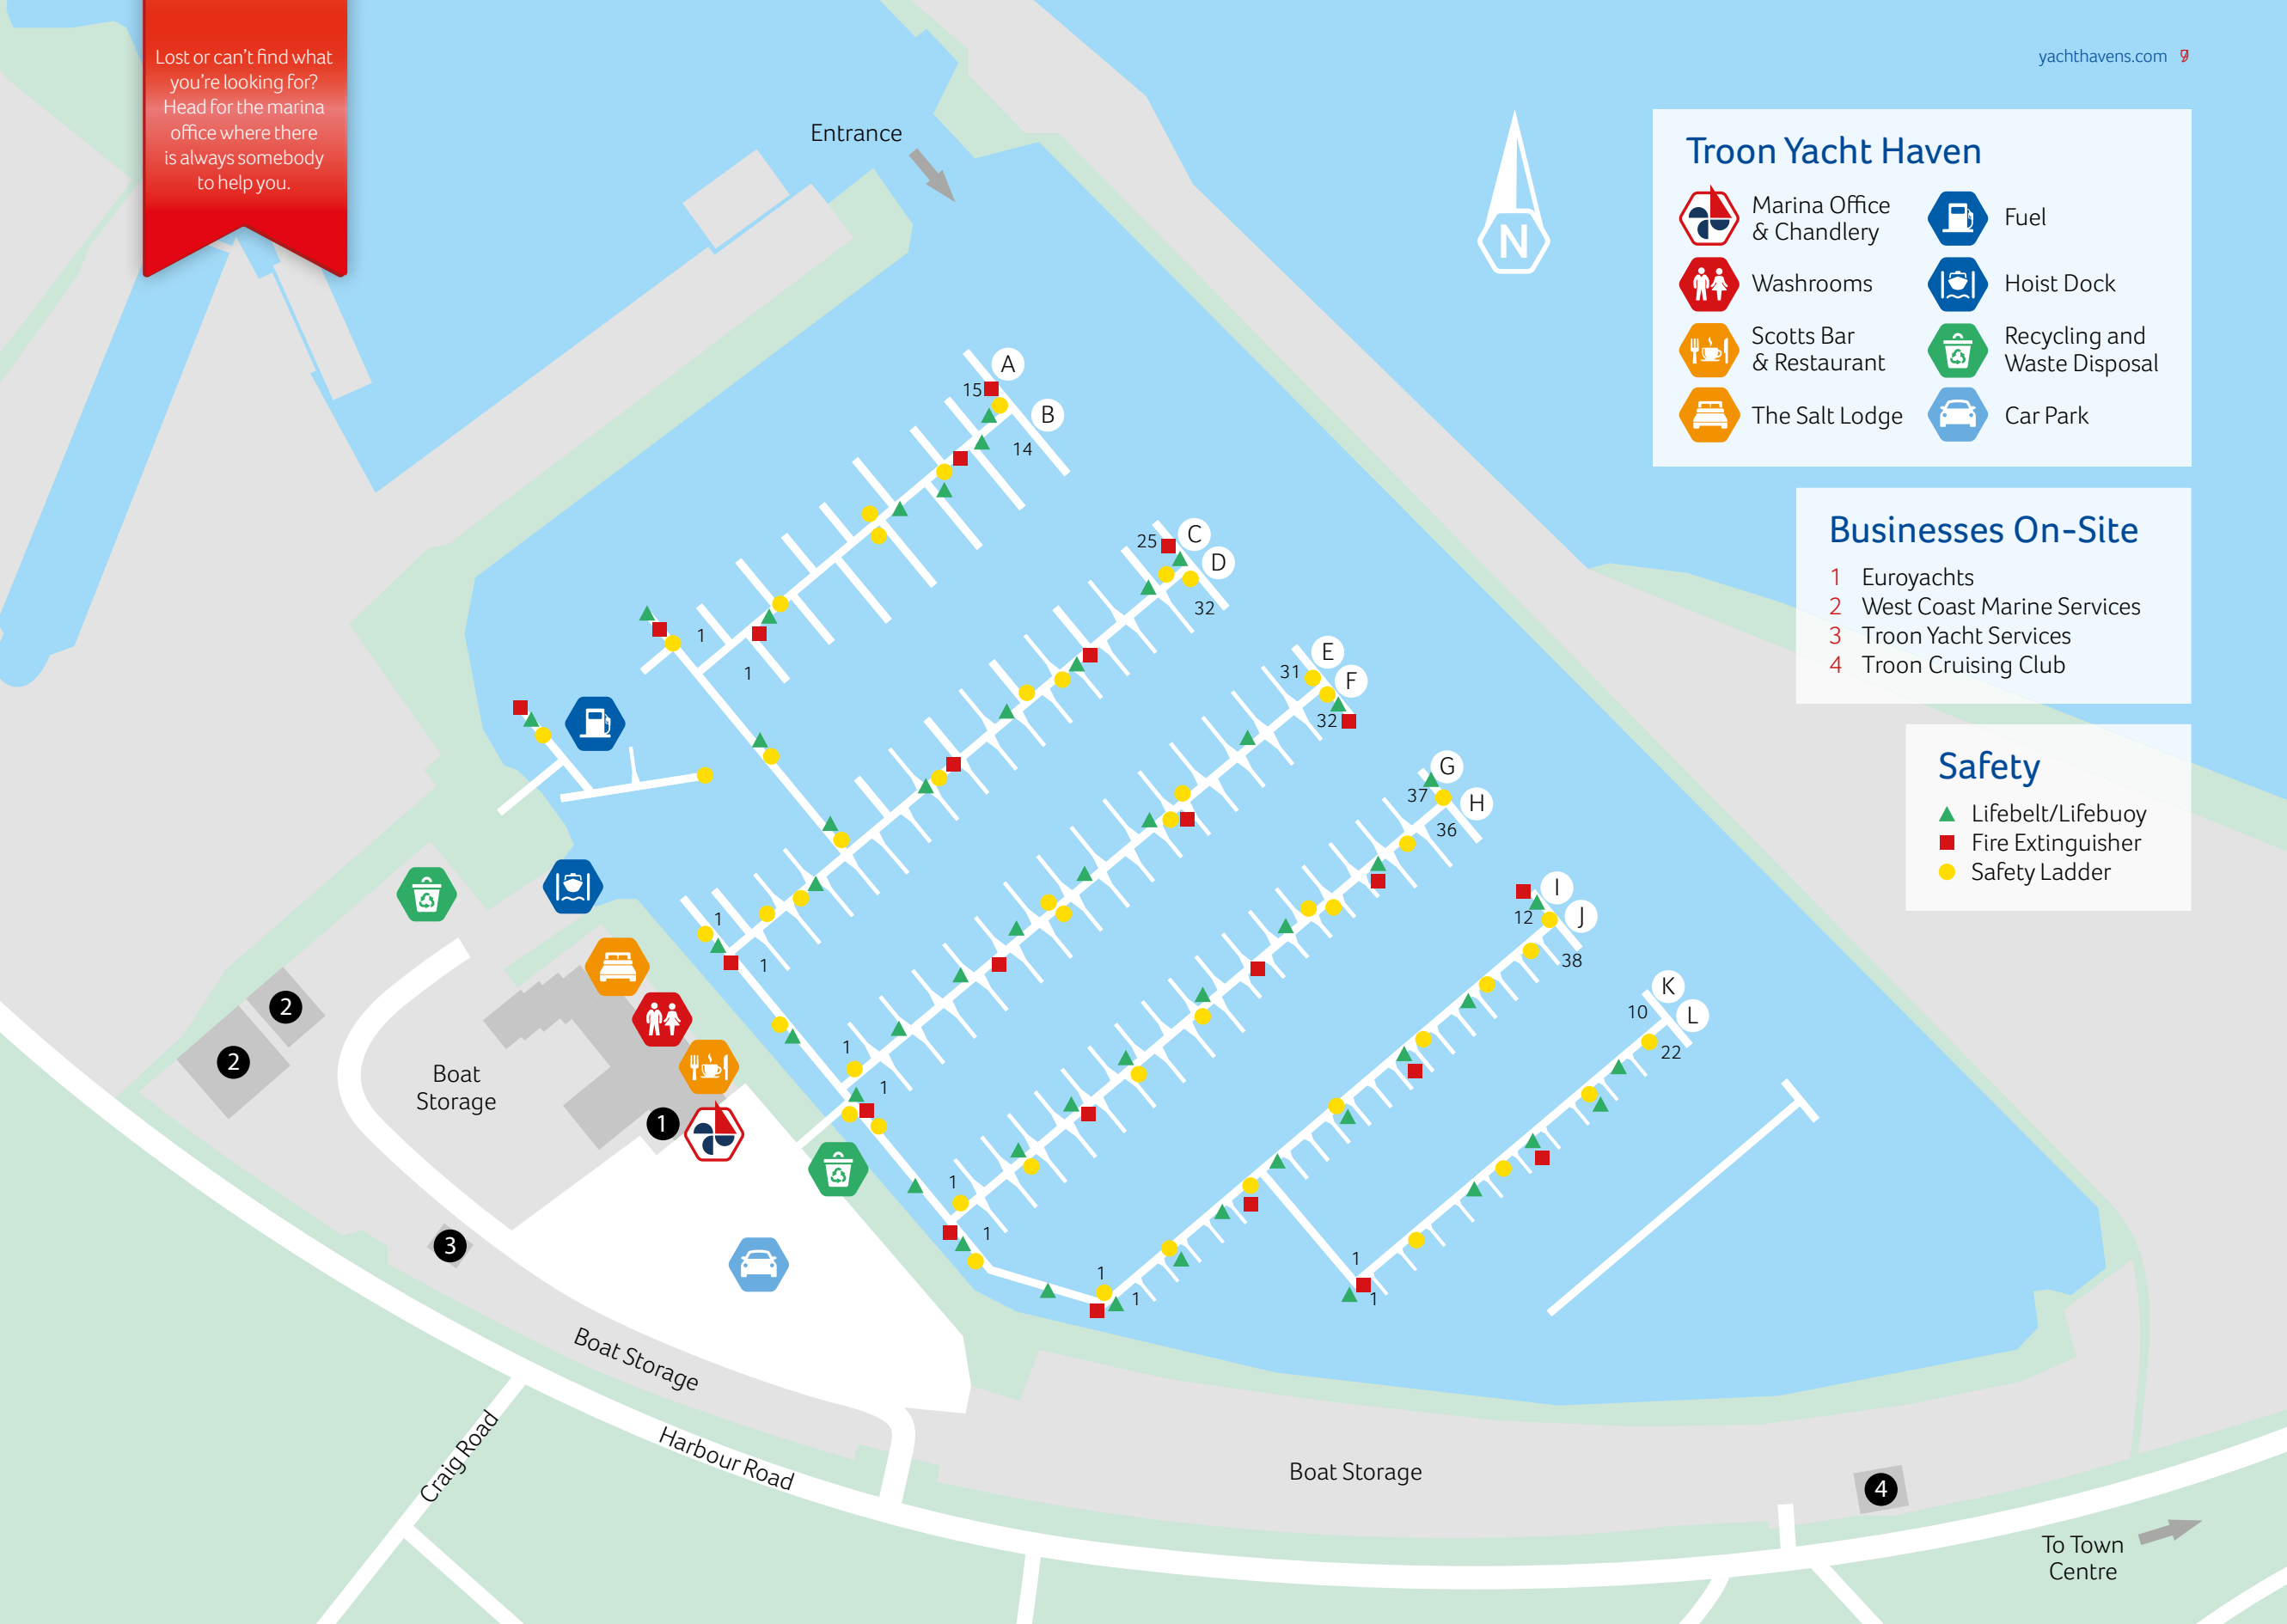 Lost or can't find what
you're looking for?
Head for the marina
office where there
is always somebody
to help you.
yachthavens.com
Entrance
N
Troon Yacht Haven
Marina Office
& Chandlery
Washrooms
Scotts Bar
& Restaurant
The Salt Lodge
Fuel
Hoist Dock
Recycling and
Waste Disposal
Car Park
Businesses On-Site
1 Euroyachts
2 West Coast Marine Services
3 Troon Yacht Services
4 Troon Cruising Club
Safety
Lifebelt/Lifebuoy
Fire Extinguisher
Safety Ladder
A
15
B
14
1
1
C
25
D
32
1
1
E
31
F
32
1
1
G
37
H
36
1
1
I
12
J
38
1
1
K
10
L
22
1
1
2
2
Boat
Storage
1
3
Boat Storage
Craig Road
Harbour Road
Boat Storage
4
To Town
Centre